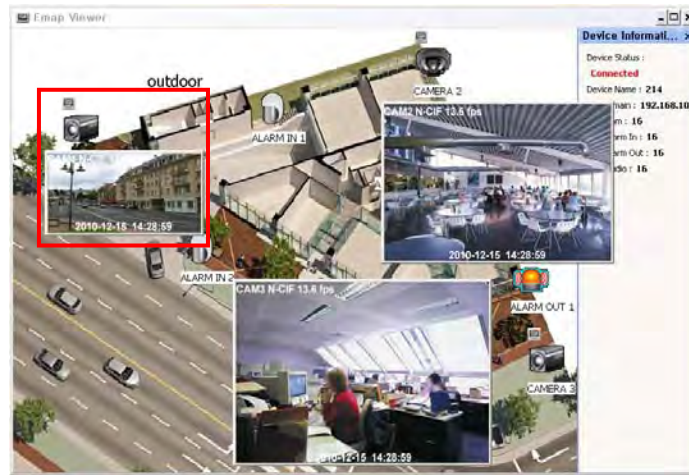 Emap Viewer
Device Informati...
Device Status :
Connected
Device Name : 214
main : 192.168.10
m : 16
arm In : 16
arm Out : 16
dio : 16
outdoor
CAMERA 2
ALARM IN 1
CAM2 N-CIF 13.6 fps
2010-12-15 14:28:59
2010-12-15 14:28:59
ALARM IN 2
CAM3 N-CIF 13.6 fps
ALARM OUT 1
CAMERA 3
2010-12-15 14:28:59